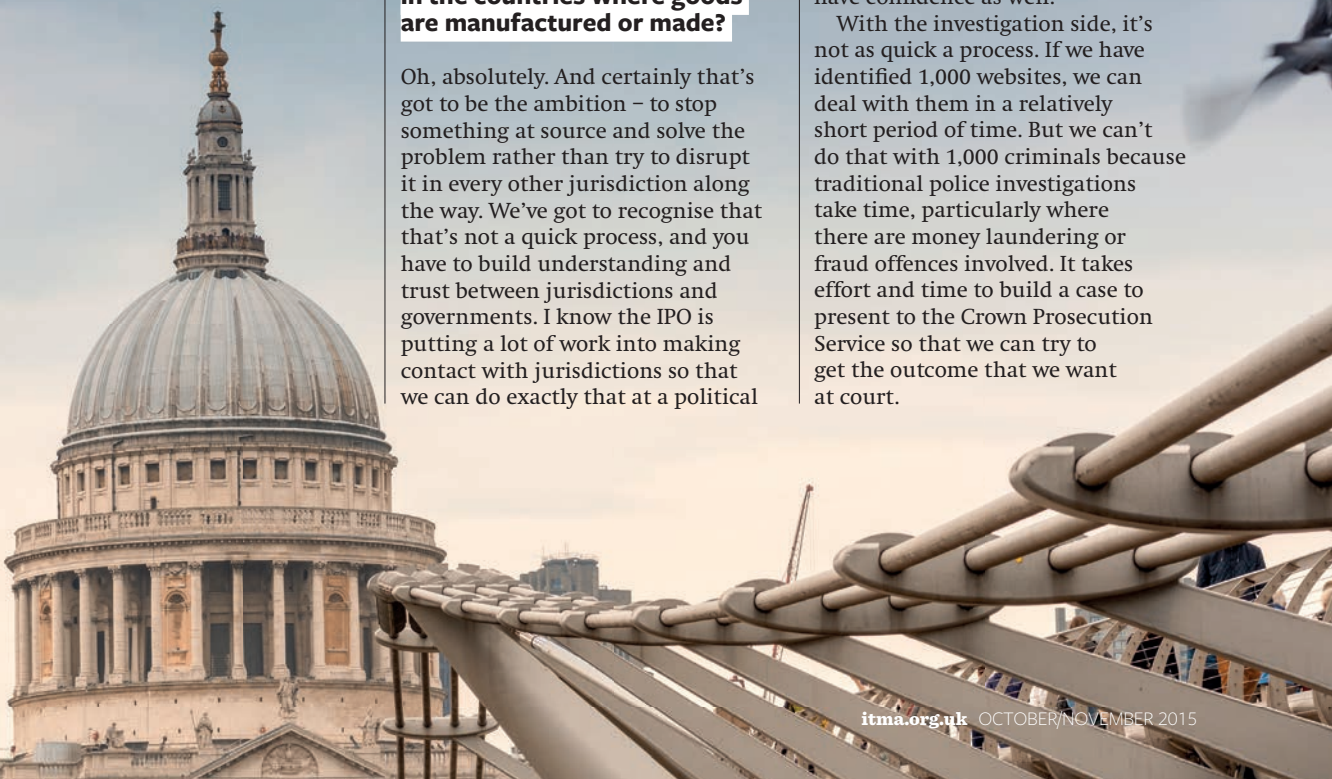 in the countries where goods
are manufactured or made?
Oh, absolutely. And certainly that’s
got to be the ambition – to stop
something at source and solve the
problem rather than try to disrupt
it in every other jurisdiction along
the way. We’ve got to recognise that
that’s not a quick process, and you
have to build understanding and
trust between jurisdictions and
governments. I know the IPO is
putting a lot of work into making
contact with jurisdictions so that
we can do exactly that at a political
have confidence as well.
With the investigation side, it’s
not as quick a process. If we have
identified 1,000 websites, we can
deal with them in a relatively
short period of time. But we can’t
do that with 1,000 criminals because
traditional police investigations
take time, particularly where
there are money laundering or
fraud offences involved. It takes
effort and time to build a case to
present to the Crown Prosecution
Service so that we can try to
get the outcome that we want
at court.
itma.org.uk OCTOBER/NOVEMBER 2015